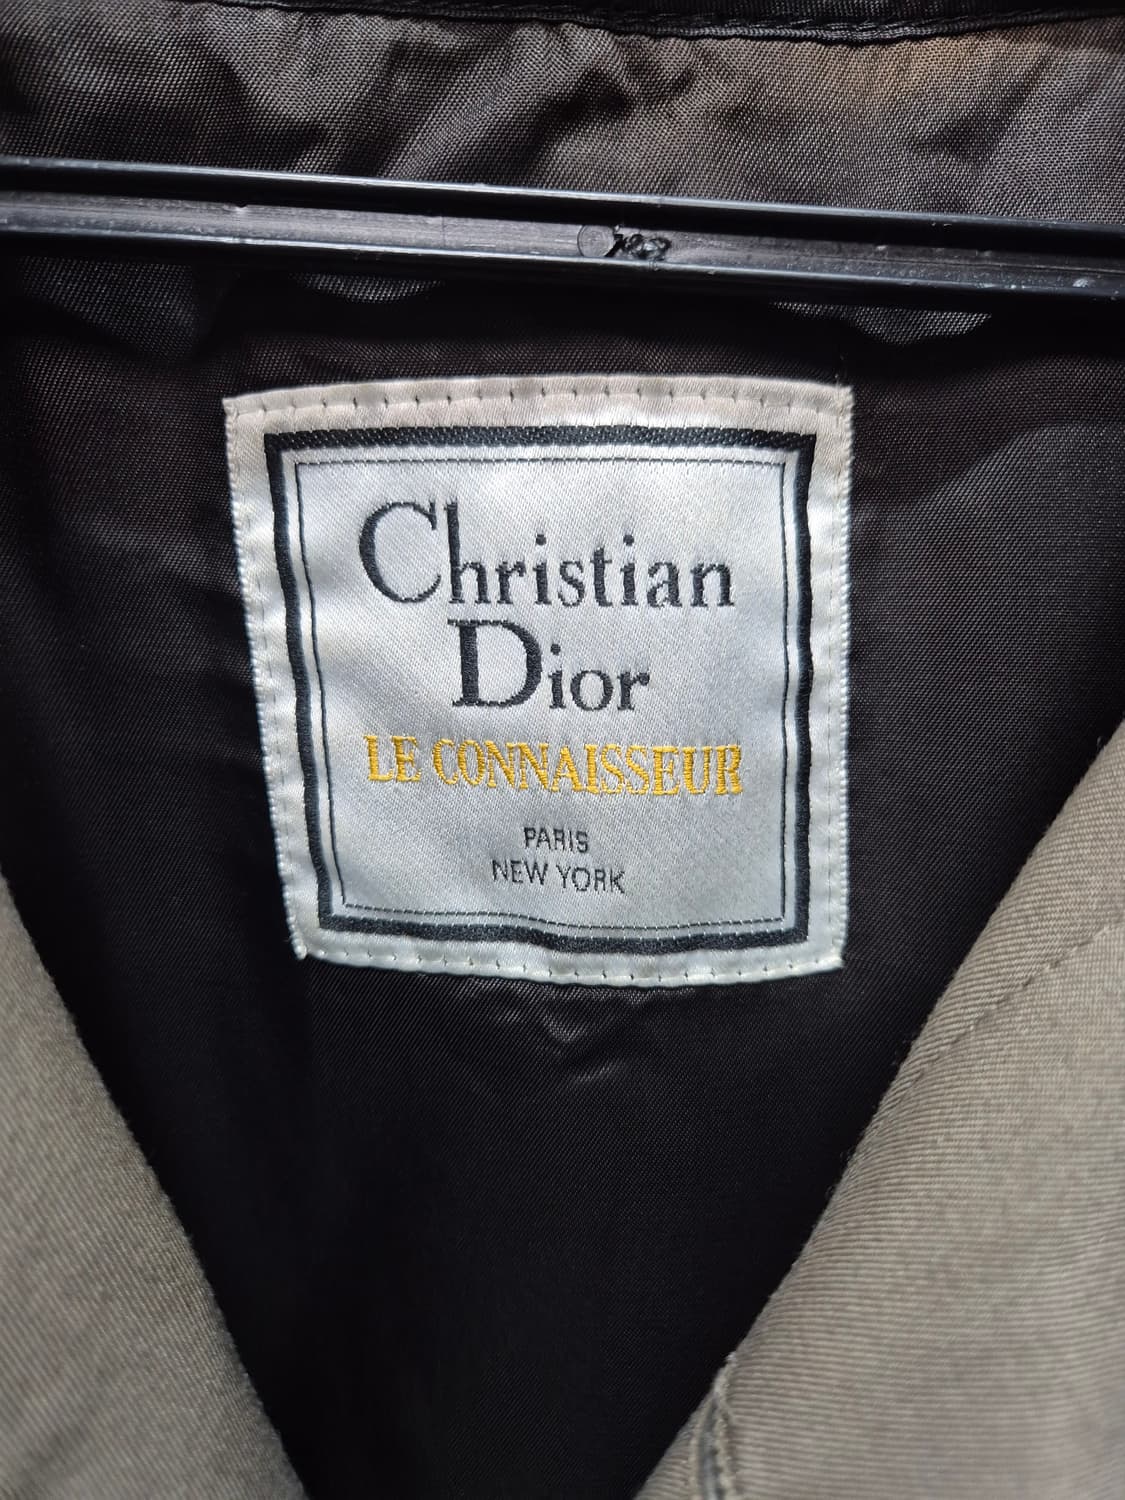 Christian
Dior
LE CONNAISSEUR
PARIS
NEW YORK